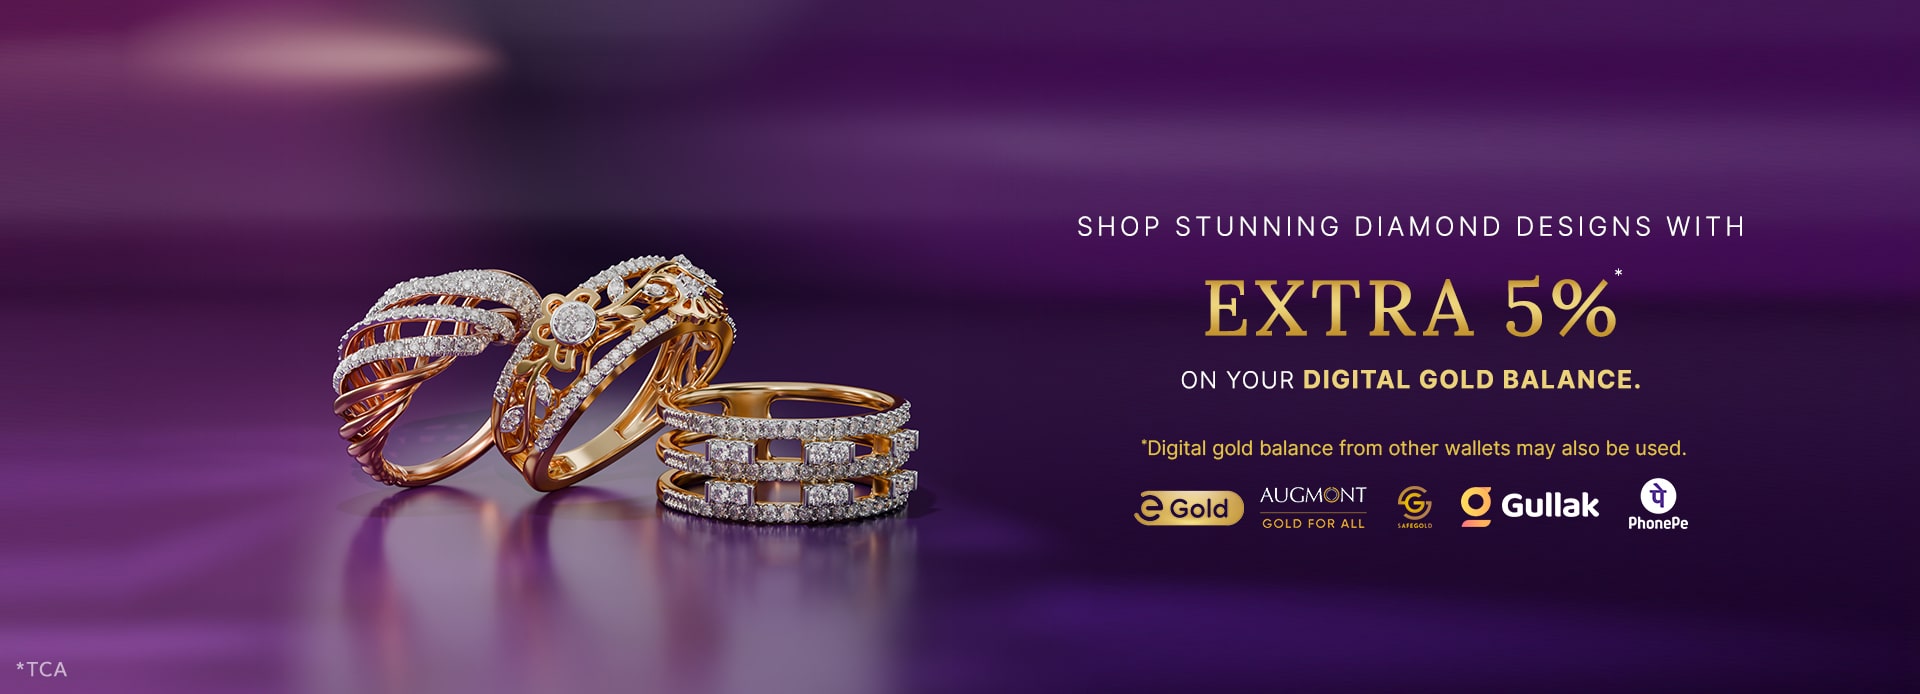 SHOP STUNNING DIAMOND DESIGNS WITH
EXTRA 5%*
ON YOUR DIGITAL GOLD BALANCE.
*Digital gold balance from other wallets may also be used.
e Gold
AUGMONT
GOLD FOR ALL
SAFEGOLD
Gullak
पे
PhonePe
*TCA